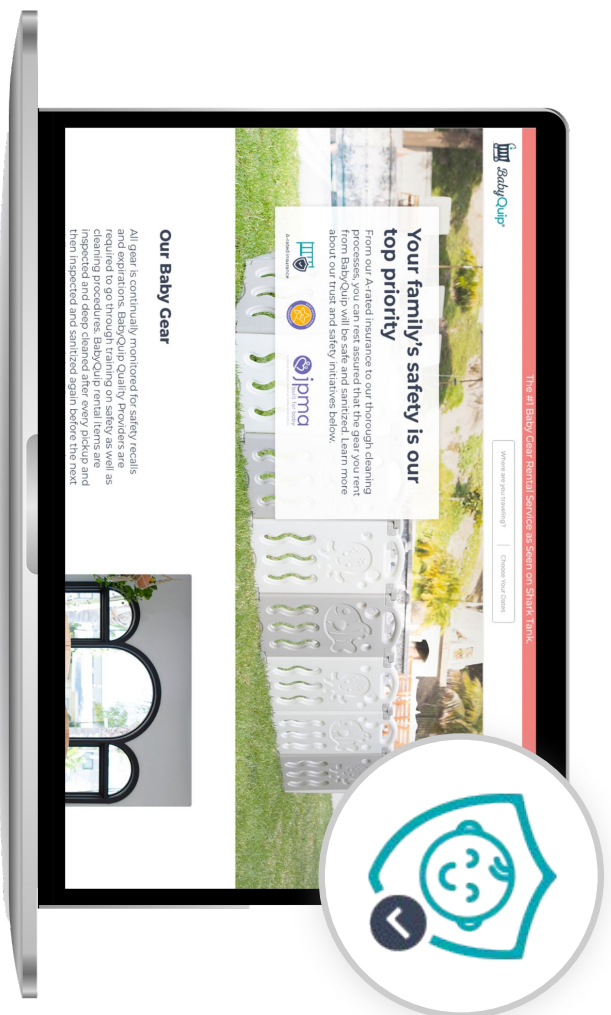 The #1 Baby Gear Rental Service as Seen on Shark Tank.
BabyQuip
Where are you traveling?
Choose Your Dates
Your family's safety is our
top priority
From our A-rated insurance to our thorough cleaning
processes, you can rest assured that the gear you rent
from BabyQuip will be safe and sanitized. Learn more
about our trust and safety initiatives below.
A-rated insurance
jpma
Our Baby Gear
All gear is continually monitored for safety recalls
and expirations. BabyQuip Quality Providers are
required to go through training on safety as well as
cleaning procedures. BabyQuip rental items are
inspected and deep cleaned after every pickup and
then inspected and sanitized again before the next